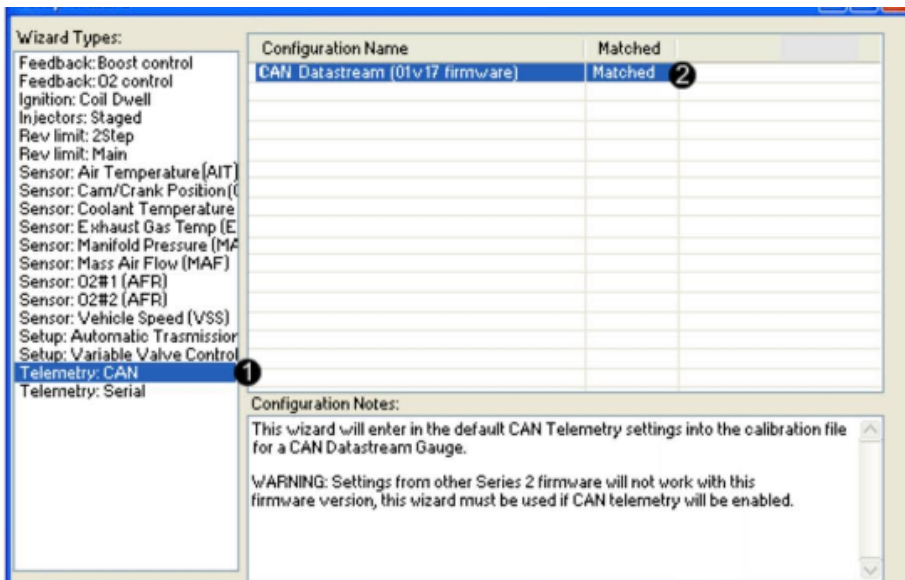 Wizard Types:
Feedback: Boost control
Feedback: O2 control
Ignition: Coil Dwell
Injectors: Staged
Rev limit: 2Step
Rev limit: Main
Sensor: Air Temperature (AIT)
Sensor: Cam/Crank Position (
Sensor: Coolant Temperature
Sensor: Exhaust Gas Temp (E
Sensor: Manifold Pressure (MA
Sensor: Mass Air Flow (MAF)
Sensor: O2#1 (AFR)
Sensor: O2#2 (AFR)
Sensor: Vehicle Speed (VSS)
Setup: Automatic Trasmission
Setup: Variable Valve Control
Telemetry: CAN 1
Telemetry: Serial
Configuration Name Matched
CAN Datastream (01v17 firmware) Matched 2
Configuration Notes:
This wizard will enter in the default CAN Telemetry settings into the calibration file
for a CAN Datastream Gauge.
WARNING: Settings from other Series 2 firmware will not work with this
firmware version, this wizard must be used if CAN telemetry will be enabled.